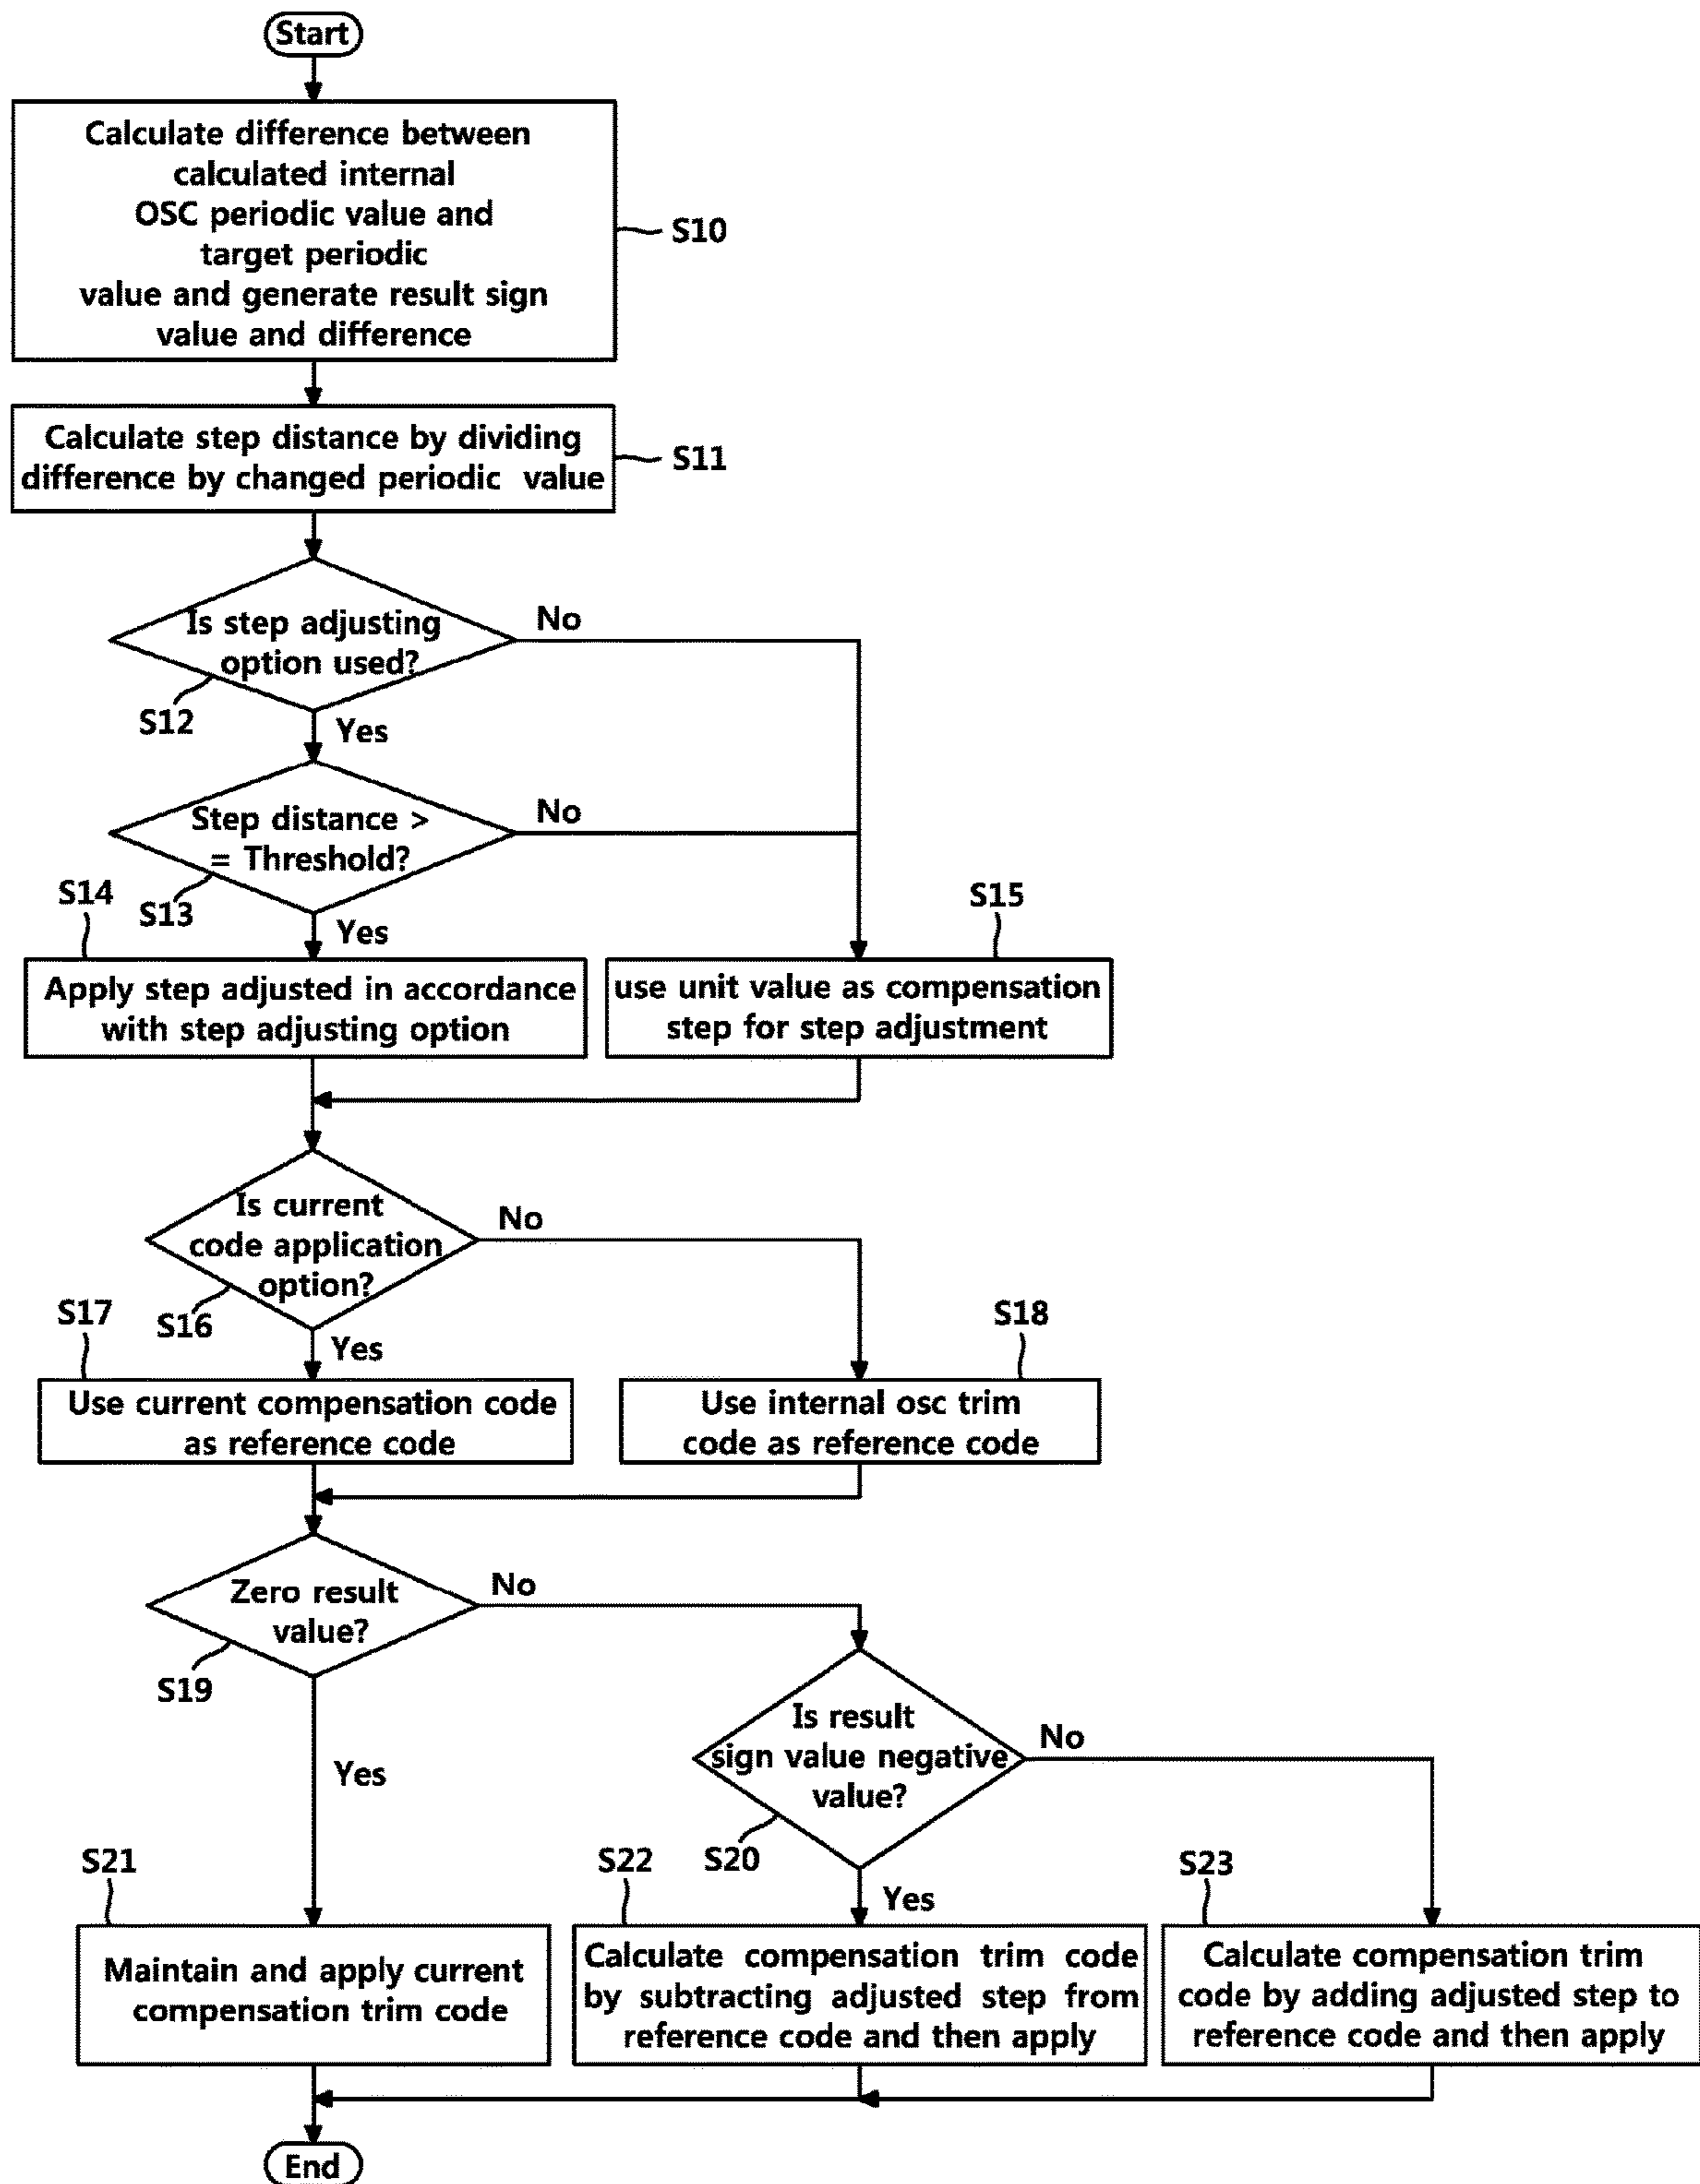 Start
Calculate difference between
calculated internal
OSC periodic value and
target periodic
value and generate result sign
value and difference
S10
Calculate step distance by dividing
difference by changed periodic value
S11
Is step adjusting
option used?
No
S12
Yes
Step distance >
= Threshold?
No
S13
Yes
S14
Apply step adjusted in accordance
with step adjusting option
S15
use unit value as compensation
step for step adjustment
Is current
code application
option?
No
S16
Yes
S17
Use current compensation code
as reference code
S18
Use internal osc trim
code as reference code
Zero result
value?
No
S19
Yes
Is result
sign value negative
value?
No
S20
Yes
S21
Maintain and apply current
compensation trim code
S22
Calculate compensation trim code
by subtracting adjusted step from
reference code and then apply
S23
Calculate compensation trim
code by adding adjusted step to
reference code and then apply
End